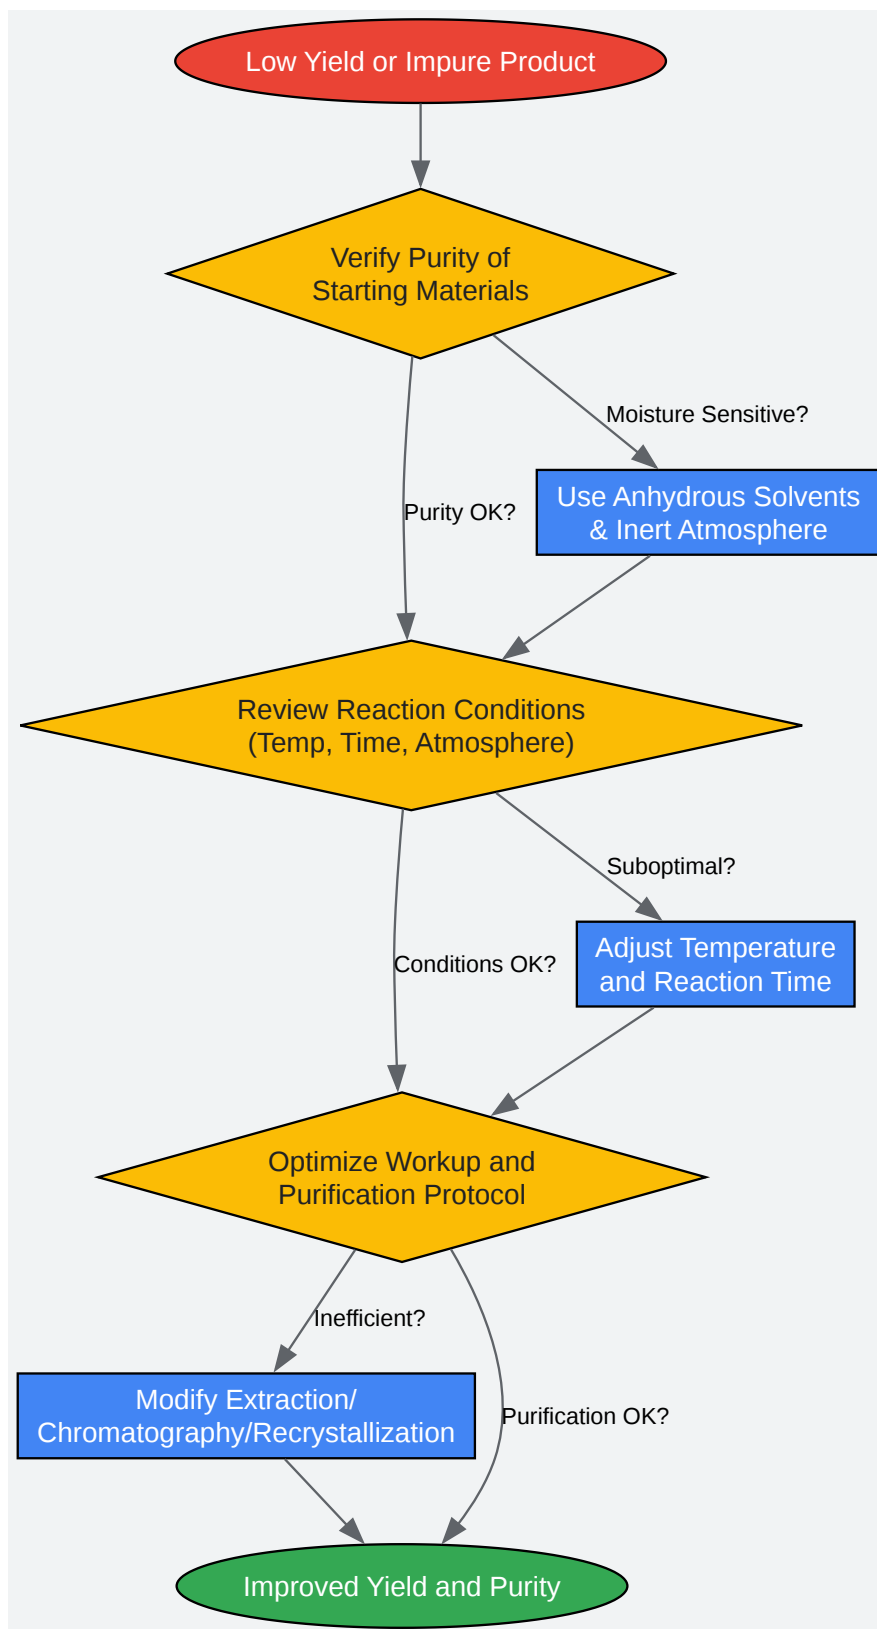 Low Yield or Impure Product
Verify Purity of
Starting Materials
Moisture Sensitive?
Use Anhydrous Solvents
& Inert Atmosphere
Purity OK?
Review Reaction Conditions
(Temp, Time, Atmosphere)
Suboptimal?
Adjust Temperature
and Reaction Time
Conditions OK?
Optimize Workup and
Purification Protocol
Inefficient?
Modify Extraction/
Chromatography/Recrystallization
Purification OK?
Improved Yield and Purity